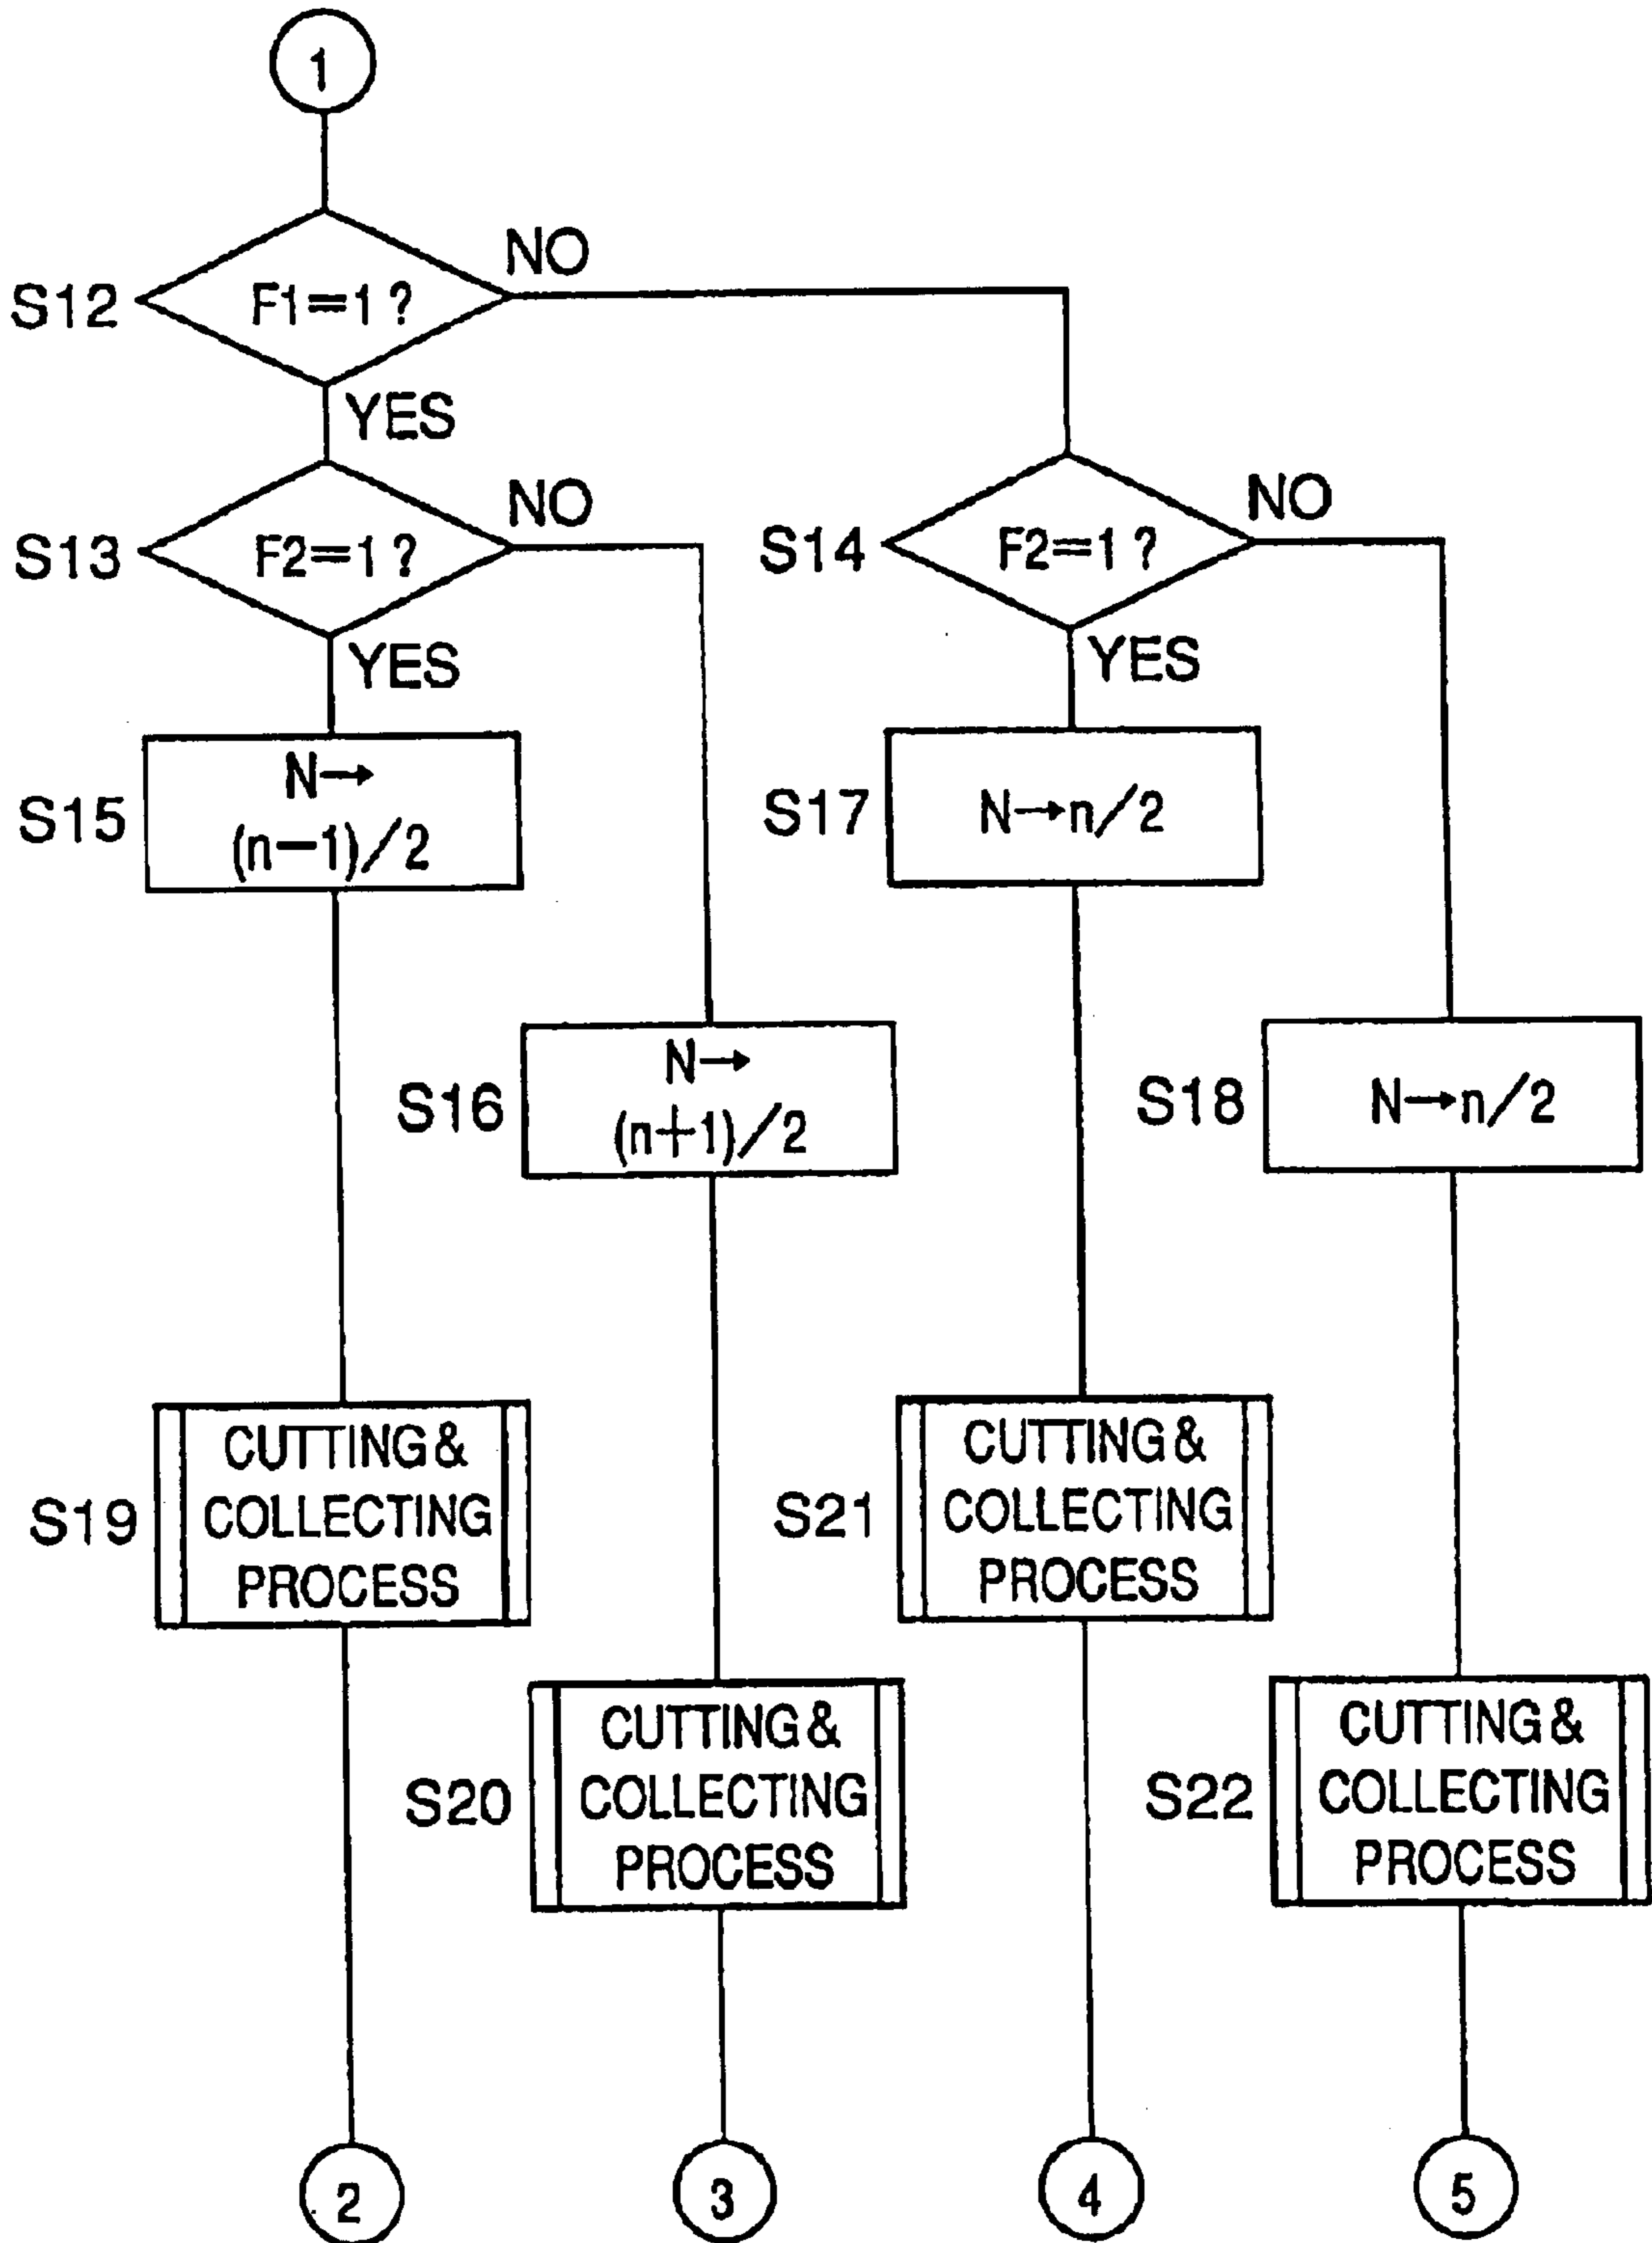 1
NO
S12
F1=1?
YES
NO
S13
F2=1?
YES
NO
S14
F2=1?
YES
S15
N→
(n−1)/2
S17
N→n/2
S16
N→
(n+1)/2
S18
N→n/2
S19
CUTTING &
COLLECTING
PROCESS
S21
CUTTING &
COLLECTING
PROCESS
S20
CUTTING &
COLLECTING
PROCESS
S22
CUTTING &
COLLECTING
PROCESS
2
3
4
5